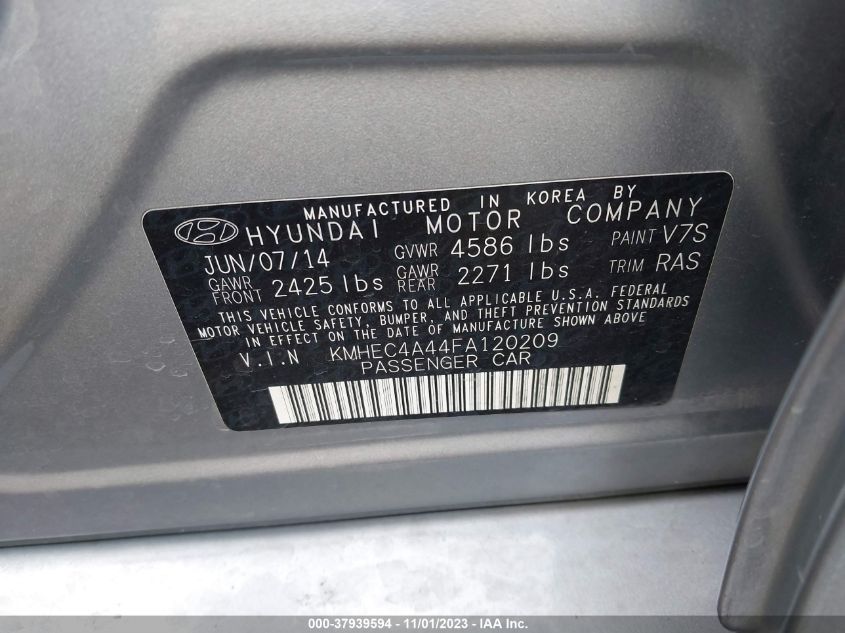 MANUFACTURED IN KOREA BY
HYUNDAI MOTOR COMPANY
JUN/07/14 GVWR 4586 lbs PAINT V7S
GAWR FRONT 2425 lbs GAWR REAR 2271 lbs TRIM RAS
THIS VEHICLE CONFORMS TO ALL APPLICABLE U.S.A. FEDERAL
MOTOR VEHICLE SAFETY, BUMPER, AND THEFT PREVENTION STANDARDS
IN EFFECT ON THE DATE OF MANUFACTURE SHOWN ABOVE
V.I.N KMHEC4A44FA120209
PASSENGER CAR
000-37939594 - 11/01/2023 - IAA Inc.